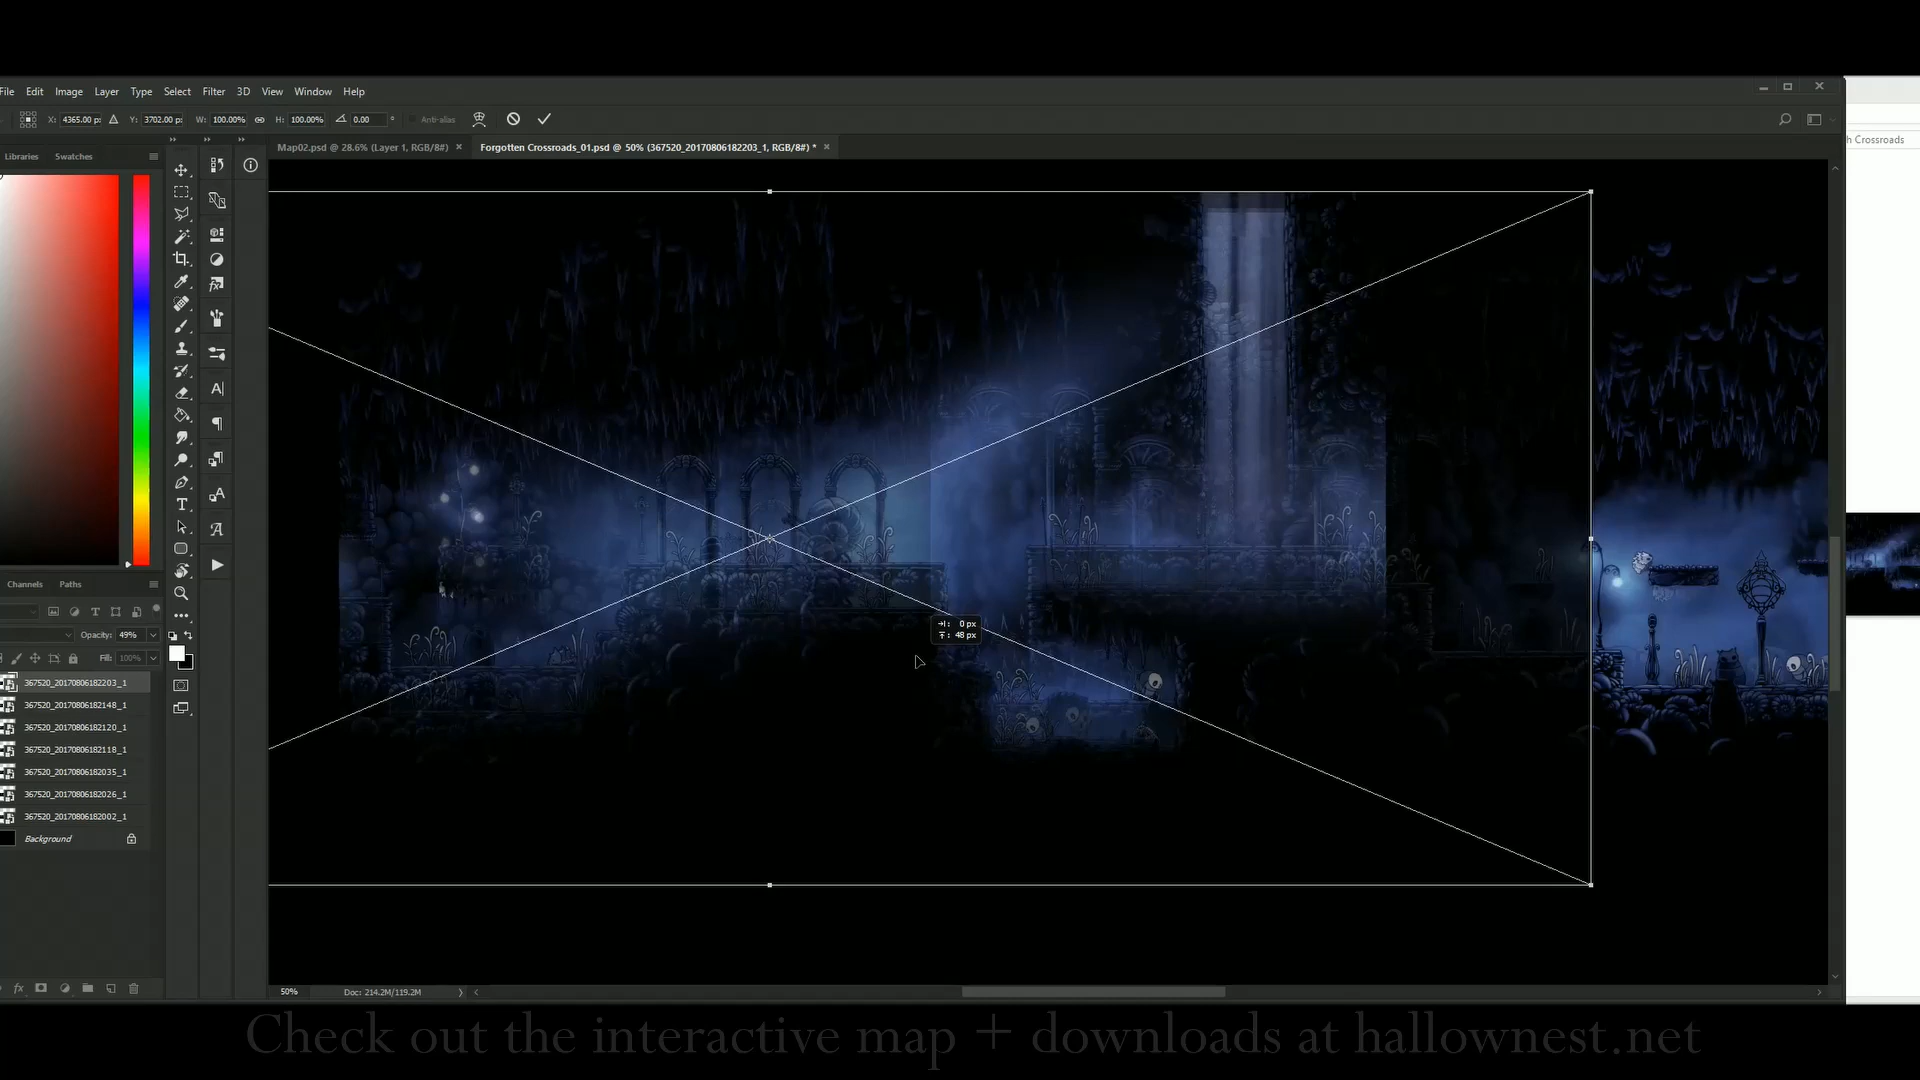 File Edit Image Layer Type Select Filter 3D View Window Help
X: 4365.00 p: Y: 3702.00 p: W: 100.00% H: 100.00% 0.00 ° Anti-alias
Map02.psd @ 28.6% (Layer 1, RGB/8#) × Forgotten Crossroads_01.psd @ 50% (367520_20170806182203_1, RGB/8#) * ×
h Crossroads
Libraries Swatches
Channels Paths
Opacity: 49%
Fill: 100%
367520_20170806182203_1
367520_20170806182148_1
367520_20170806182120_1
367520_20170806182118_1
367520_20170806182035_1
367520_20170806182026_1
367520_20170806182002_1
Background
fx
0 px
48 px
50% Doc: 214.2M/119.2M
Check out the interactive map + downloads at hallownest.net